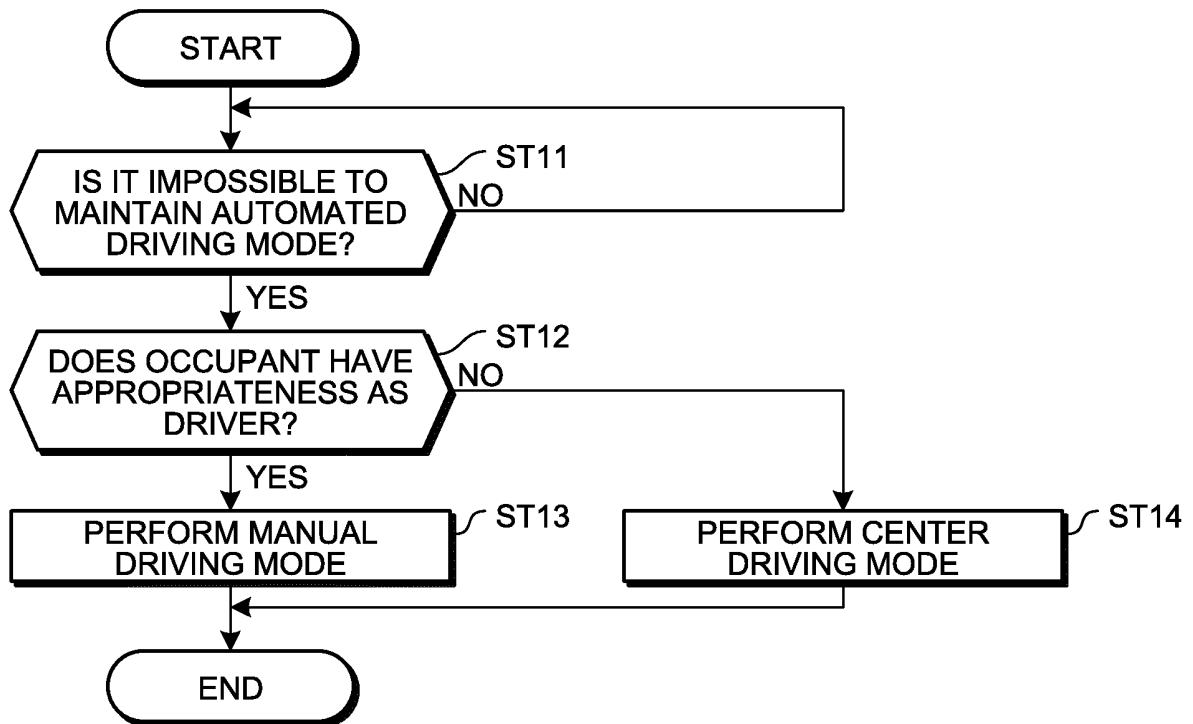 START
ST11
IS IT IMPOSSIBLE TO
MAINTAIN AUTOMATED
DRIVING MODE?
NO
YES
ST12
DOES OCCUPANT HAVE
APPROPRIATENESS AS
DRIVER?
NO
YES
ST13
PERFORM MANUAL
DRIVING MODE
ST14
PERFORM CENTER
DRIVING MODE
END